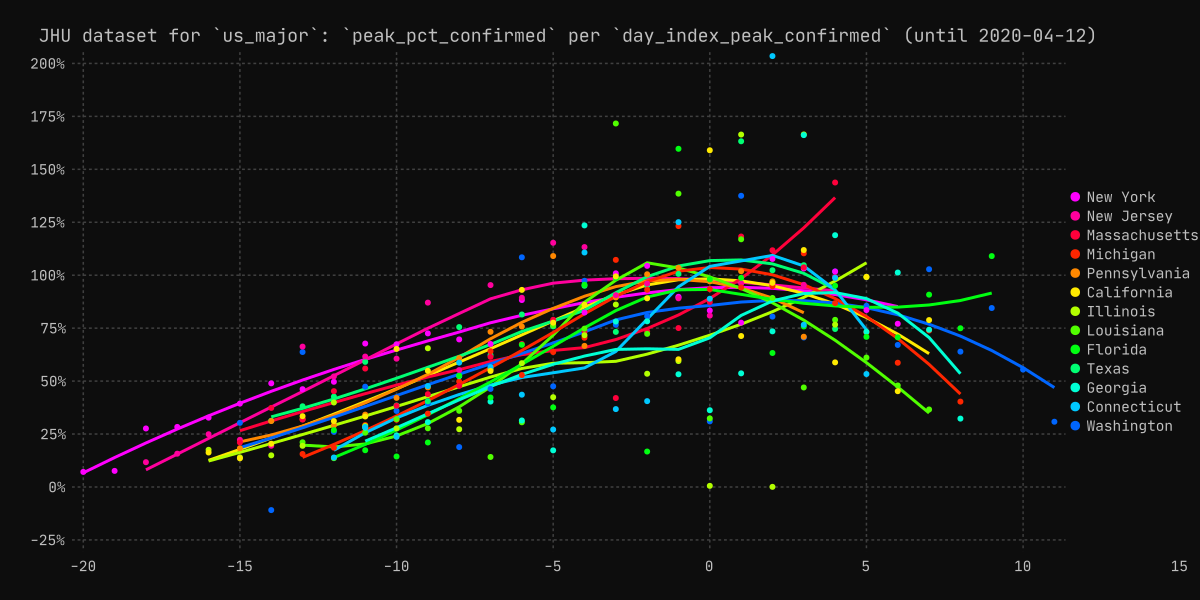 JHU dataset for `us_major`: `peak_pct_confirmed` per `day_index_peak_confirmed` (until 2020-04-12)
200%
175%
150%
125%
100%
75%
50%
25%
0%
−25%
−20
−15
−10
−5
0
5
10
15
New York
New Jersey
Massachusetts
Michigan
Pennsylvania
California
Illinois
Louisiana
Florida
Texas
Georgia
Connecticut
Washington